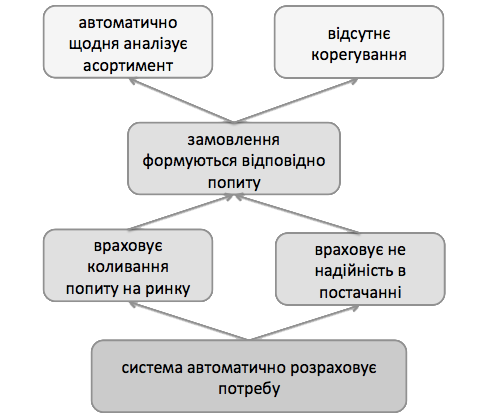 автоматично
щодня аналізує
асортимент
відсутнє
корегування
замовлення
формуються відповідно
попиту
враховує
коливання
попиту на ринку
враховує не
надійність в
постачанні
система автоматично розраховує
потребу